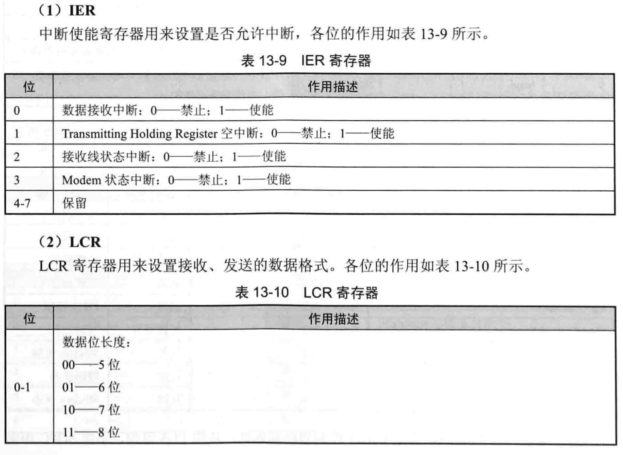 （1）IER
中断使能寄存器用来设置是否允许中断，各位的作用如表 13-9 所示。
表 13-9 IER 寄存器
位 作用描述
0 数据接收中断：0——禁止；1——使能
1 Transmitting Holding Register 空中断：0——禁止；1——使能
2 接收线状态中断：0——禁止；1——使能
3 Modem 状态中断：0——禁止；1——使能
4-7 保留
（2）LCR
LCR 寄存器用来设置接收、发送的数据格式。各位的作用如表 13-10 所示。
表 13-10 LCR 寄存器
位 作用描述
数据位长度：
00——5 位
0-1 01——6 位
10——7 位
11——8 位